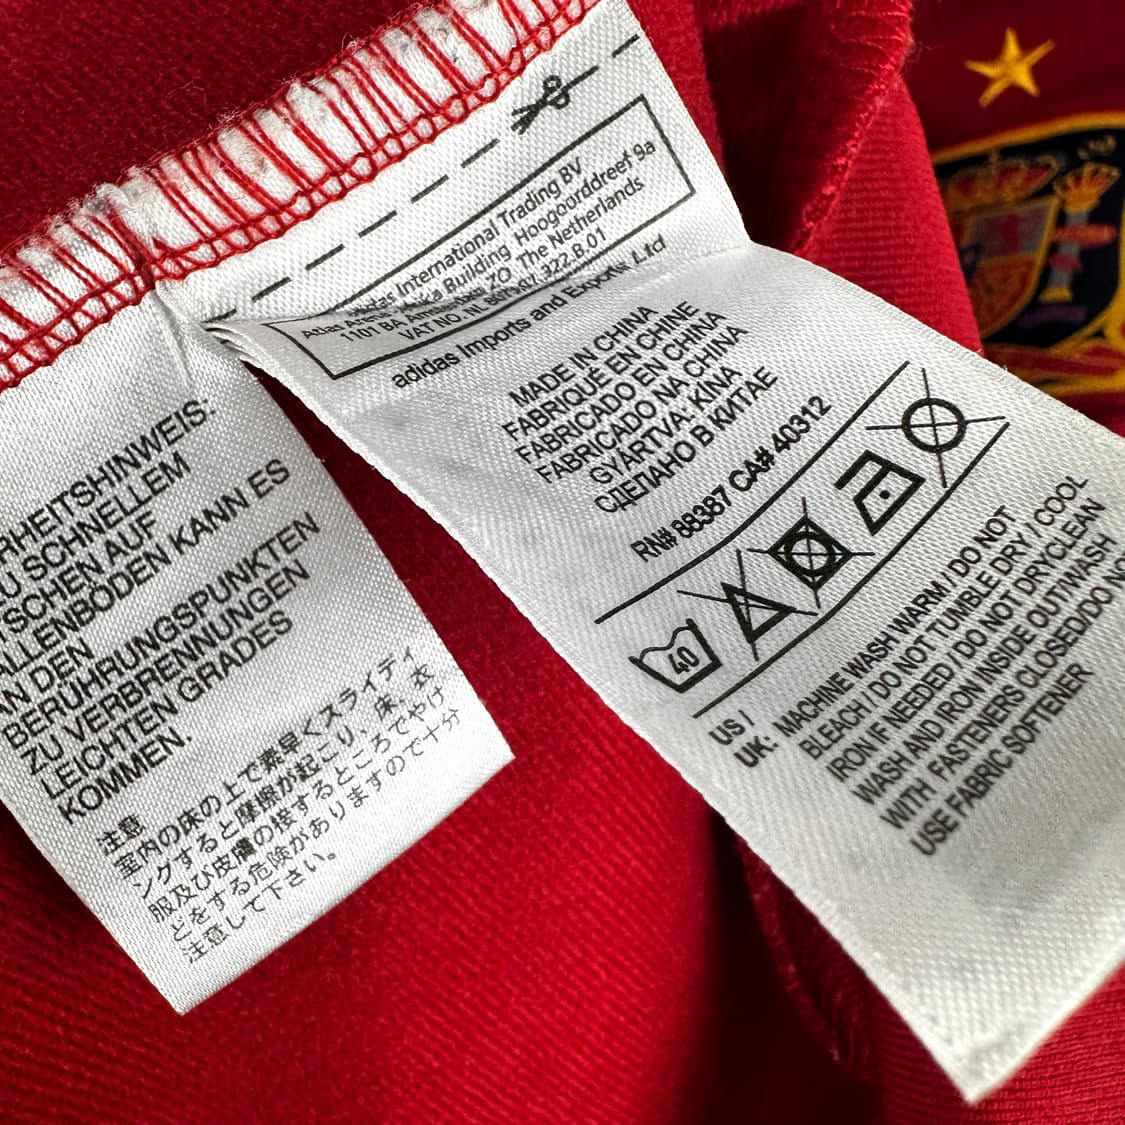 RHEITSHINWEIS:
U SCHNELLEM
TSCHEN AUF
ALLENBÖDEN KANN ES
AN DEN
BERÜHRUNGSPUNKTEN
ZU VERBRENNUNGEN
LEICHTEN GRADES
KOMMEN.
注意
室内の床の上で素早くスライディ
ングすると摩擦が起こり、床、衣
服及び皮膚の接するところでやけ
どをする危険がありますので十分
注意して下さい。
adidas International Trading BV
Building, Hoogoorddreef 9a
1101 BA ZO The Netherlands
VAT NO. NL
adidas Imports and Exports Ltd
MADE IN CHINA
FABRIQUÉ EN CHINE
FABRICADO EN CHINA
FABRICADO NA CHINA
GYÁRTVA: KÍNA
СДЕЛАНО В КИТАЕ
RN# 88387 CA# 40312
40
US /
UK: MACHINE WASH WARM / DO NOT
BLEACH / DO NOT TUMBLE DRY / COOL
IRON IF NEEDED / DO NOT DRYCLEAN
WASH AND IRON INSIDE OUT/WASH
WITH FASTENERS CLOSED/DO NO
USE FABRIC SOFTENER